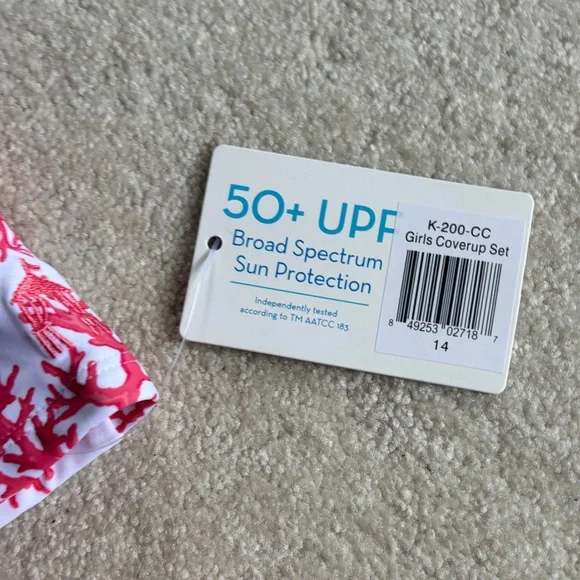 50+ UPF
Broad Spectrum
Sun Protection
Independently tested
according to TM AATCC 183.
K-200-CC
Girls Coverup Set
8 49253 02718 7
14